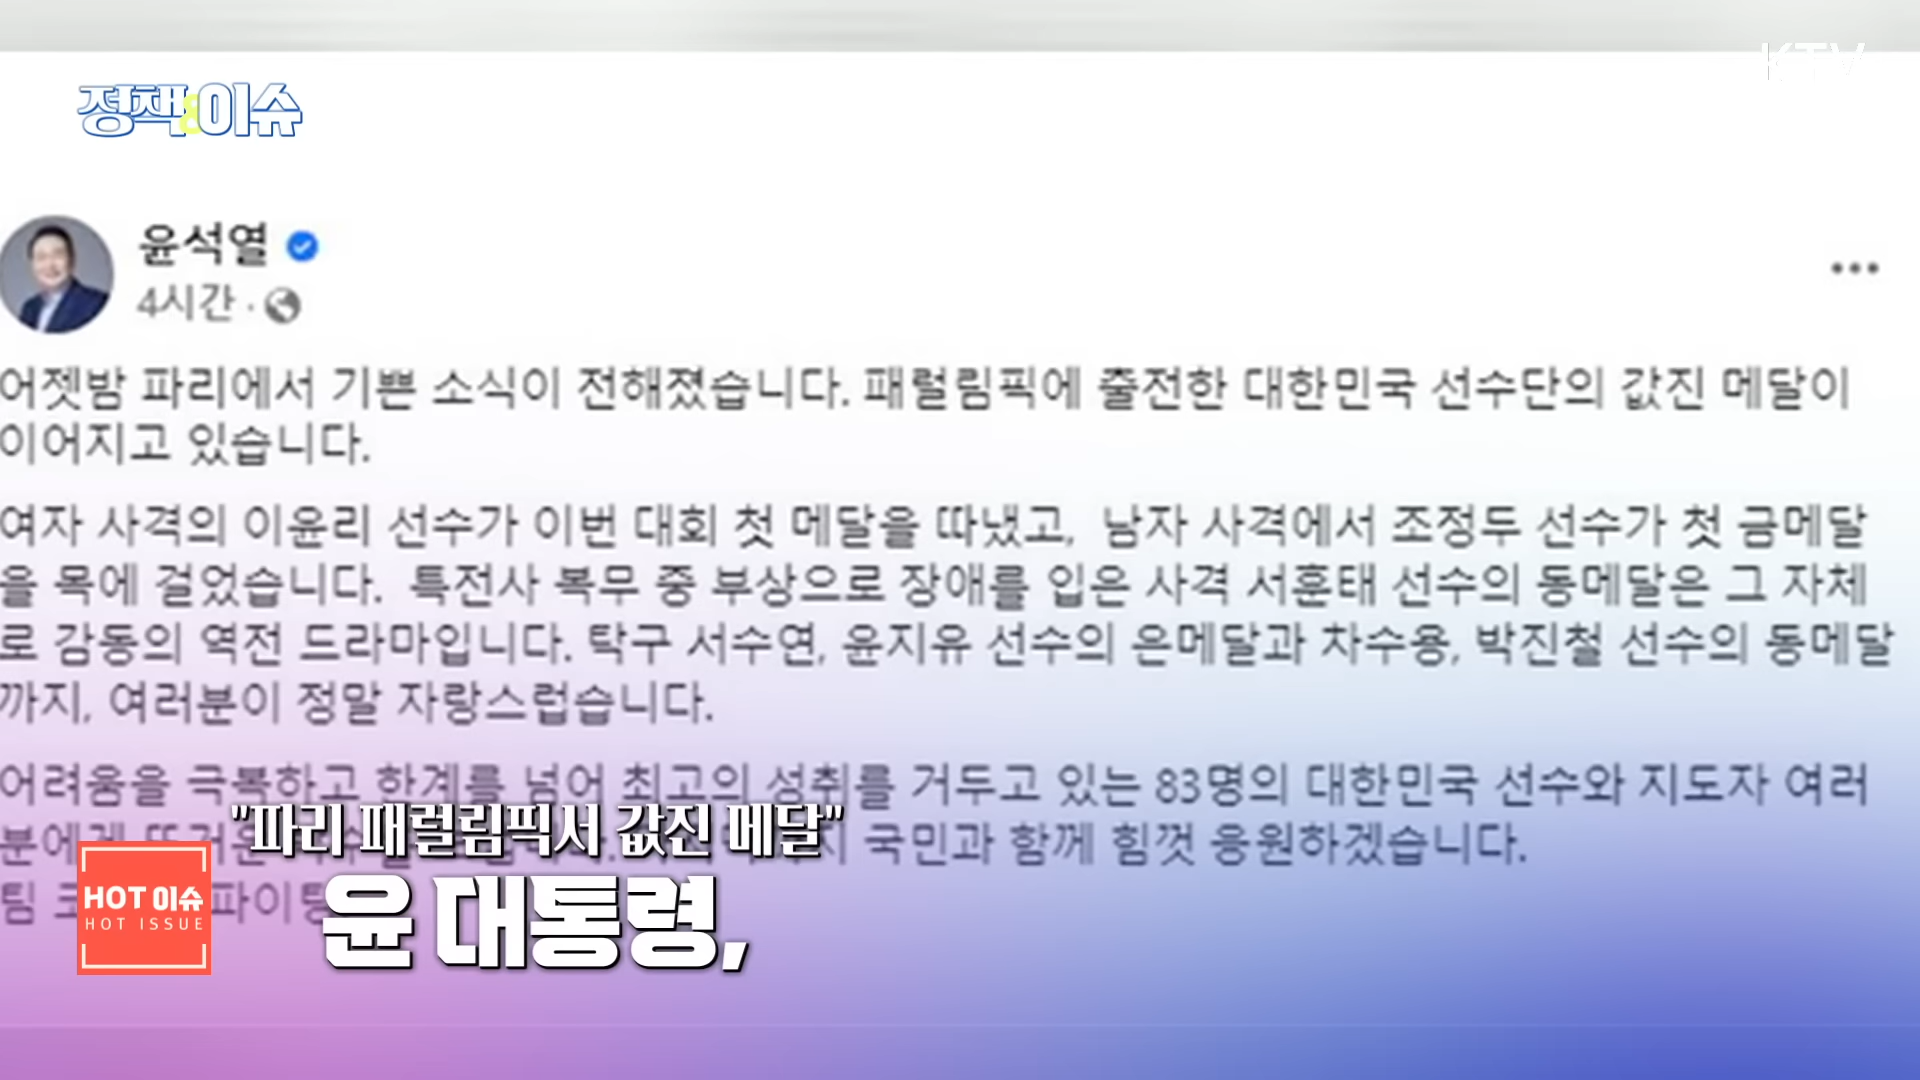 KTV
정책&이슈
윤석열
4시간 ·
어젯밤 파리에서 기쁜 소식이 전해졌습니다. 패럴림픽에 출전한 대한민국 선수단의 값진 메달이
이어지고 있습니다.
여자 사격의 이윤리 선수가 이번 대회 첫 메달을 따냈고, 남자 사격에서 조정두 선수가 첫 금메달
을 목에 걸었습니다. 특전사 복무 중 부상으로 장애를 입은 사격 서훈태 선수의 동메달은 그 자체
로 감동의 역전 드라마입니다. 탁구 서수연, 윤지유 선수의 은메달과 차수용, 박진철 선수의 동메달
까지, 여러분이 정말 자랑스럽습니다.
어려움을 극복하고 한계를 넘어 최고의 성취를 거두고 있는 83명의 대한민국 선수와 지도자 여러
분에게 국민과 함께 힘껏 응원하겠습니다.
팀 파이팅
"파리 패럴림픽서 값진 메달"
윤 대통령,
HOT 이슈
HOT ISSUE